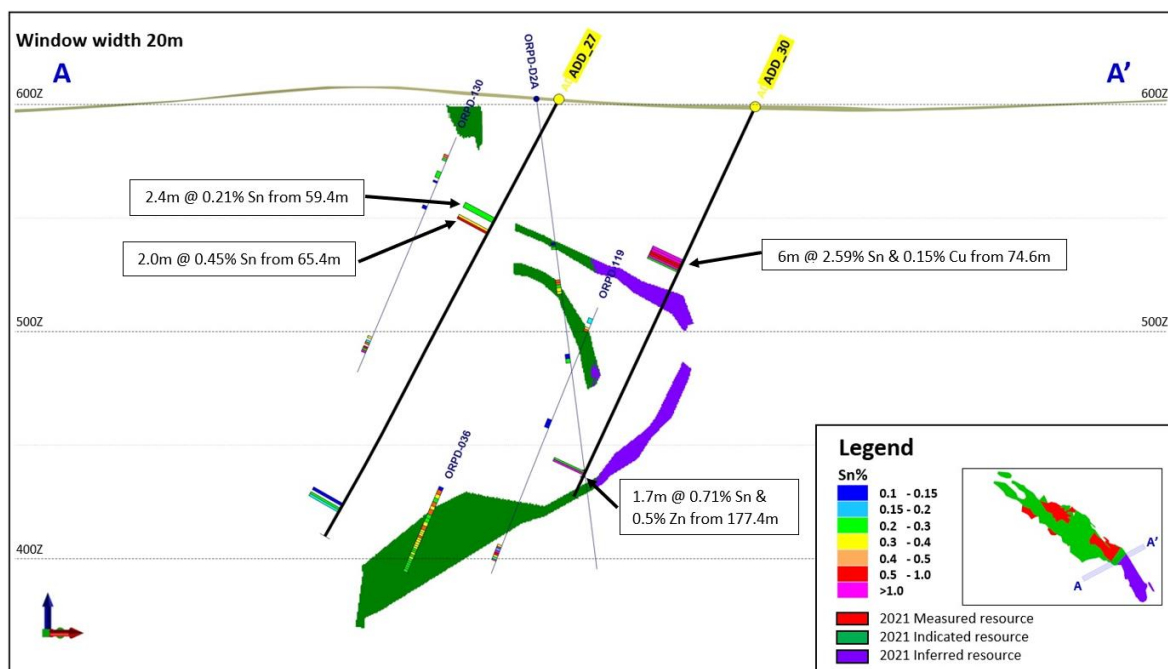 Window width 20m
A
A'
ORPD-D2A
ADD_27
ADD_30
600Z
600Z
ORPD-130
2.4m @ 0.21% Sn from 59.4m
2.0m @ 0.45% Sn from 65.4m
6m @ 2.59% Sn & 0.15% Cu from 74.6m
ORPD-119
500Z
500Z
ORPD-036
1.7m @ 0.71% Sn &
0.5% Zn from 177.4m
400Z
Legend
Sn%
0.1 - 0.15
0.15 - 0.2
0.2 - 0.3
0.3 - 0.4
0.4 - 0.5
0.5 - 1.0
>1.0
A'
A
2021 Measured resource
2021 Indicated resource
2021 Inferred resource